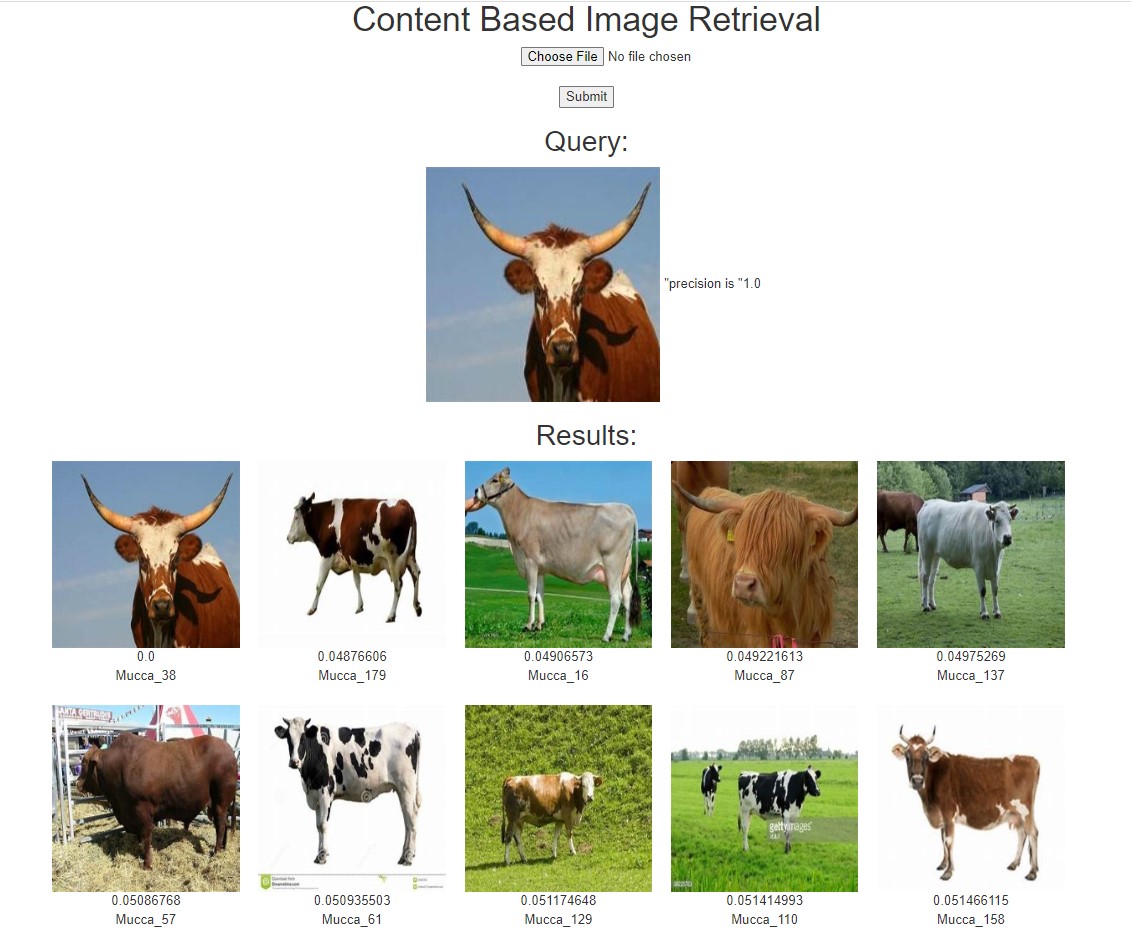 Content Based Image Retrieval
Choose File No file chosen
Submit
Query:
"precision is "1.0
Results:
0.0 0.04876606 0.04906573 0.049221613 0.04975269
Mucca_38 Mucca_179 Mucca_16 Mucca_87 Mucca_137
gettyimages
0.05086768 0.050935503 0.051174648 0.051414993 0.051466115
Mucca_57 Mucca_61 Mucca_129 Mucca_110 Mucca_158